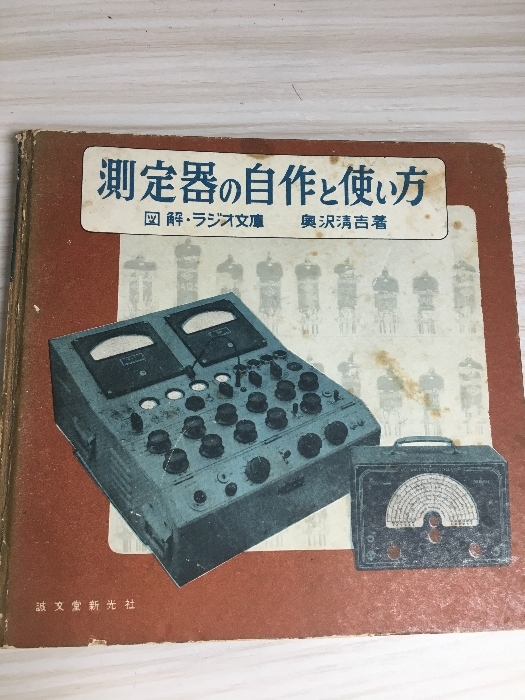 測定器の自作と使い方
図解・ラジオ文庫 奥沢清吉著
誠文堂新光社